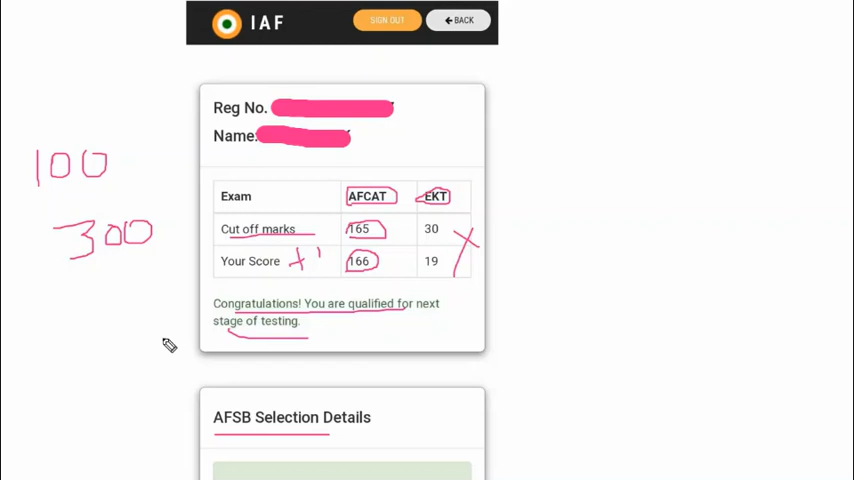 IAF
SIGN OUT
BACK
Reg No.
Name:
Exam AFCAT EKT
Cut off marks 165 30
Your Score +1 166 19
Congratulations! You are qualified for next
stage of testing.
100
300
AFSB Selection Details